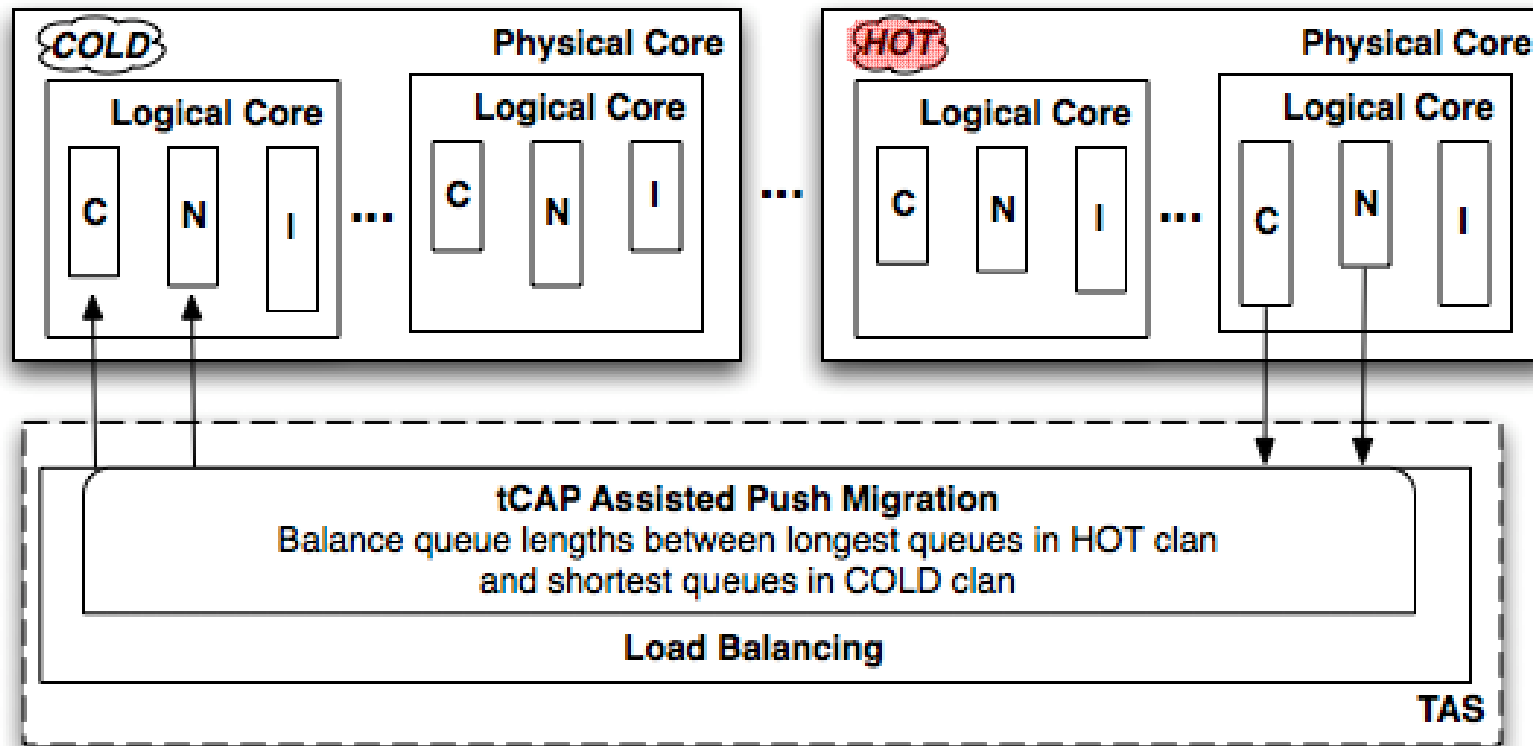 COLD Physical Core
Logical Core
C N I
...
Logical Core
C N I
...
HOT Physical Core
Logical Core
C N I
...
Logical Core
C N I
tCAP Assisted Push Migration
Balance queue lengths between longest queues in HOT clan
and shortest queues in COLD clan
Load Balancing
TAS